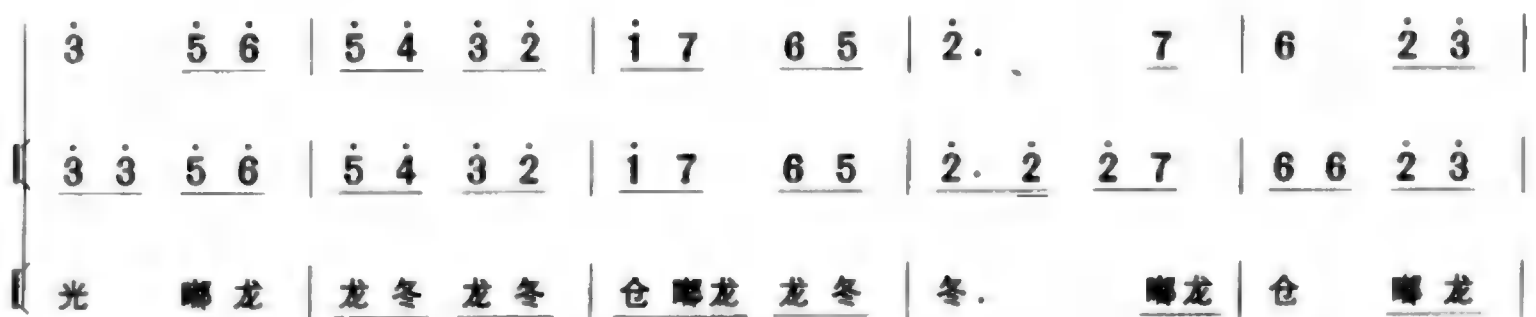 3̇ 5̇ 6̇ | 5̇ 4̇ 3̇ 2̇ | 1̇ 7 6 5 | 2̇. 7 | 6 2̇ 3̇ |
3̇ 3̇ 5̇ 6̇ | 5̇ 4̇ 3̇ 2̇ | 1̇ 7 6 5 | 2̇. 2̇ 2̇ 7 | 6 6 2̇ 3̇ |
光 嘟 龙 | 龙 冬 龙 冬 | 仓 嘟龙 龙 冬 | 冬. 嘟龙 | 仓 嘟 龙 |